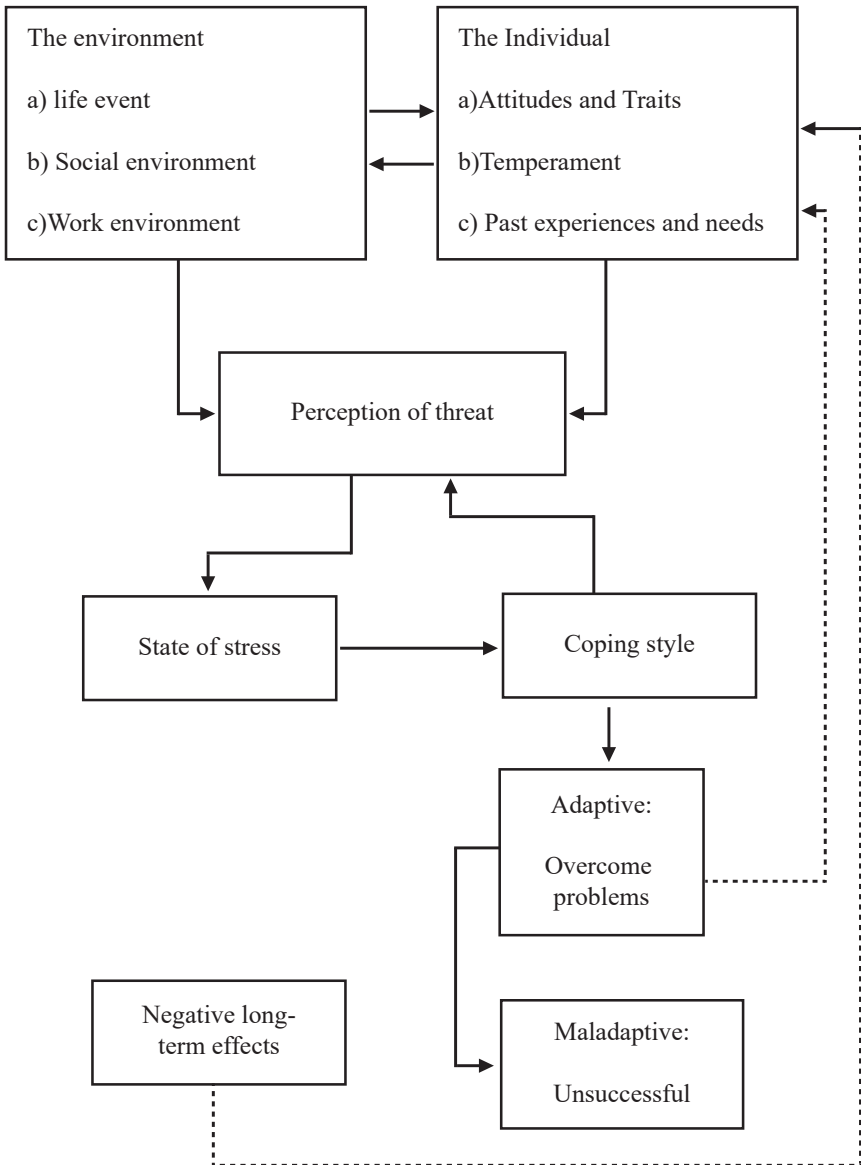 The environment
a) life event
b) Social environment
c)Work environment
The Individual
a)Attitudes and Traits
b)Temperament
c) Past experiences and needs
Perception of threat
State of stress
Coping style
Adaptive:
Overcome
problems
Negative long-
term effects
Maladaptive:
Unsuccessful